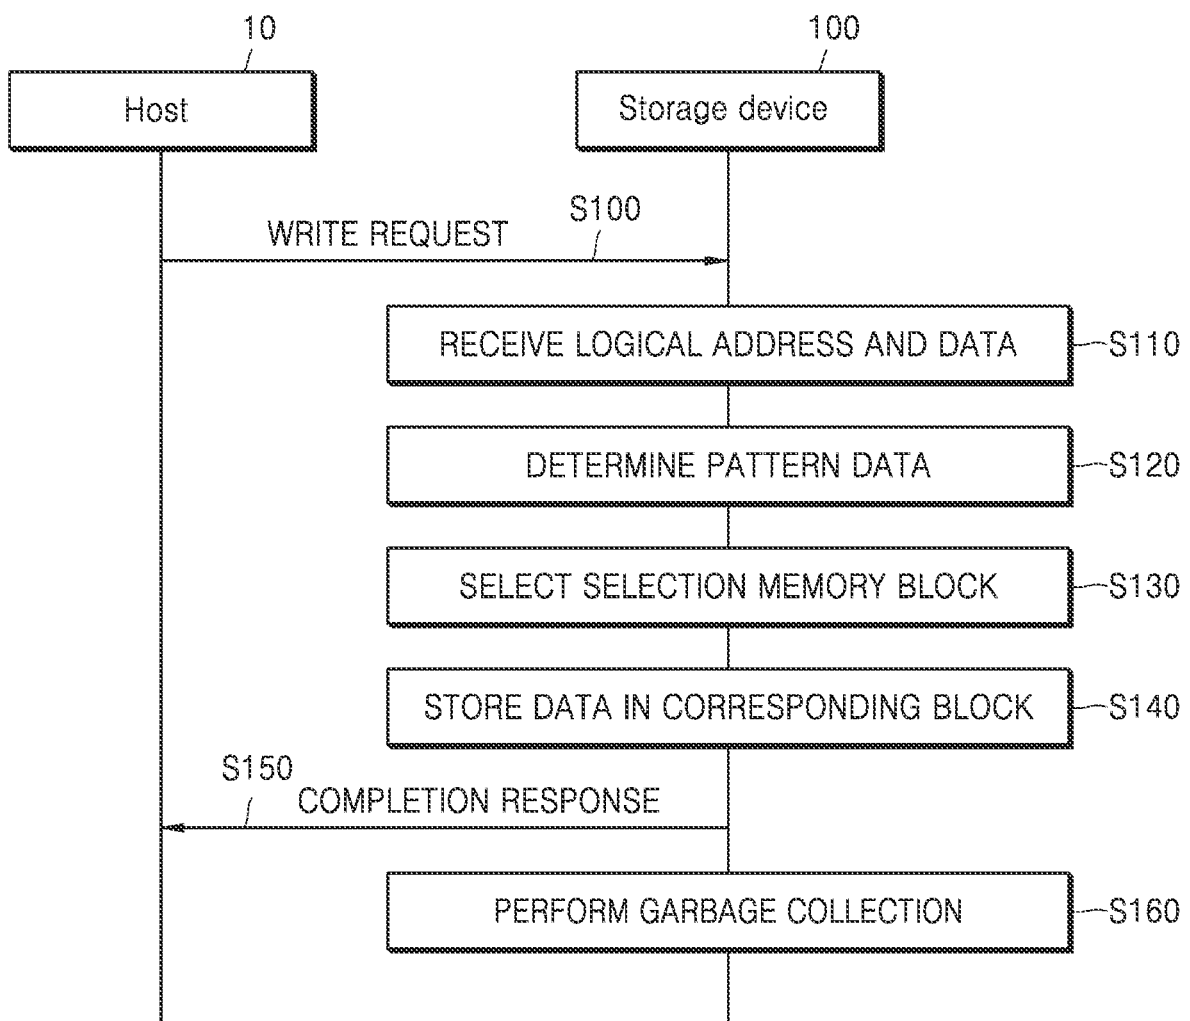 10
100
Host
Storage device
S100
WRITE REQUEST
RECEIVE LOGICAL ADDRESS AND DATA
S110
DETERMINE PATTERN DATA
S120
SELECT SELECTION MEMORY BLOCK
S130
STORE DATA IN CORRESPONDING BLOCK
S140
S150
COMPLETION RESPONSE
PERFORM GARBAGE COLLECTION
S160